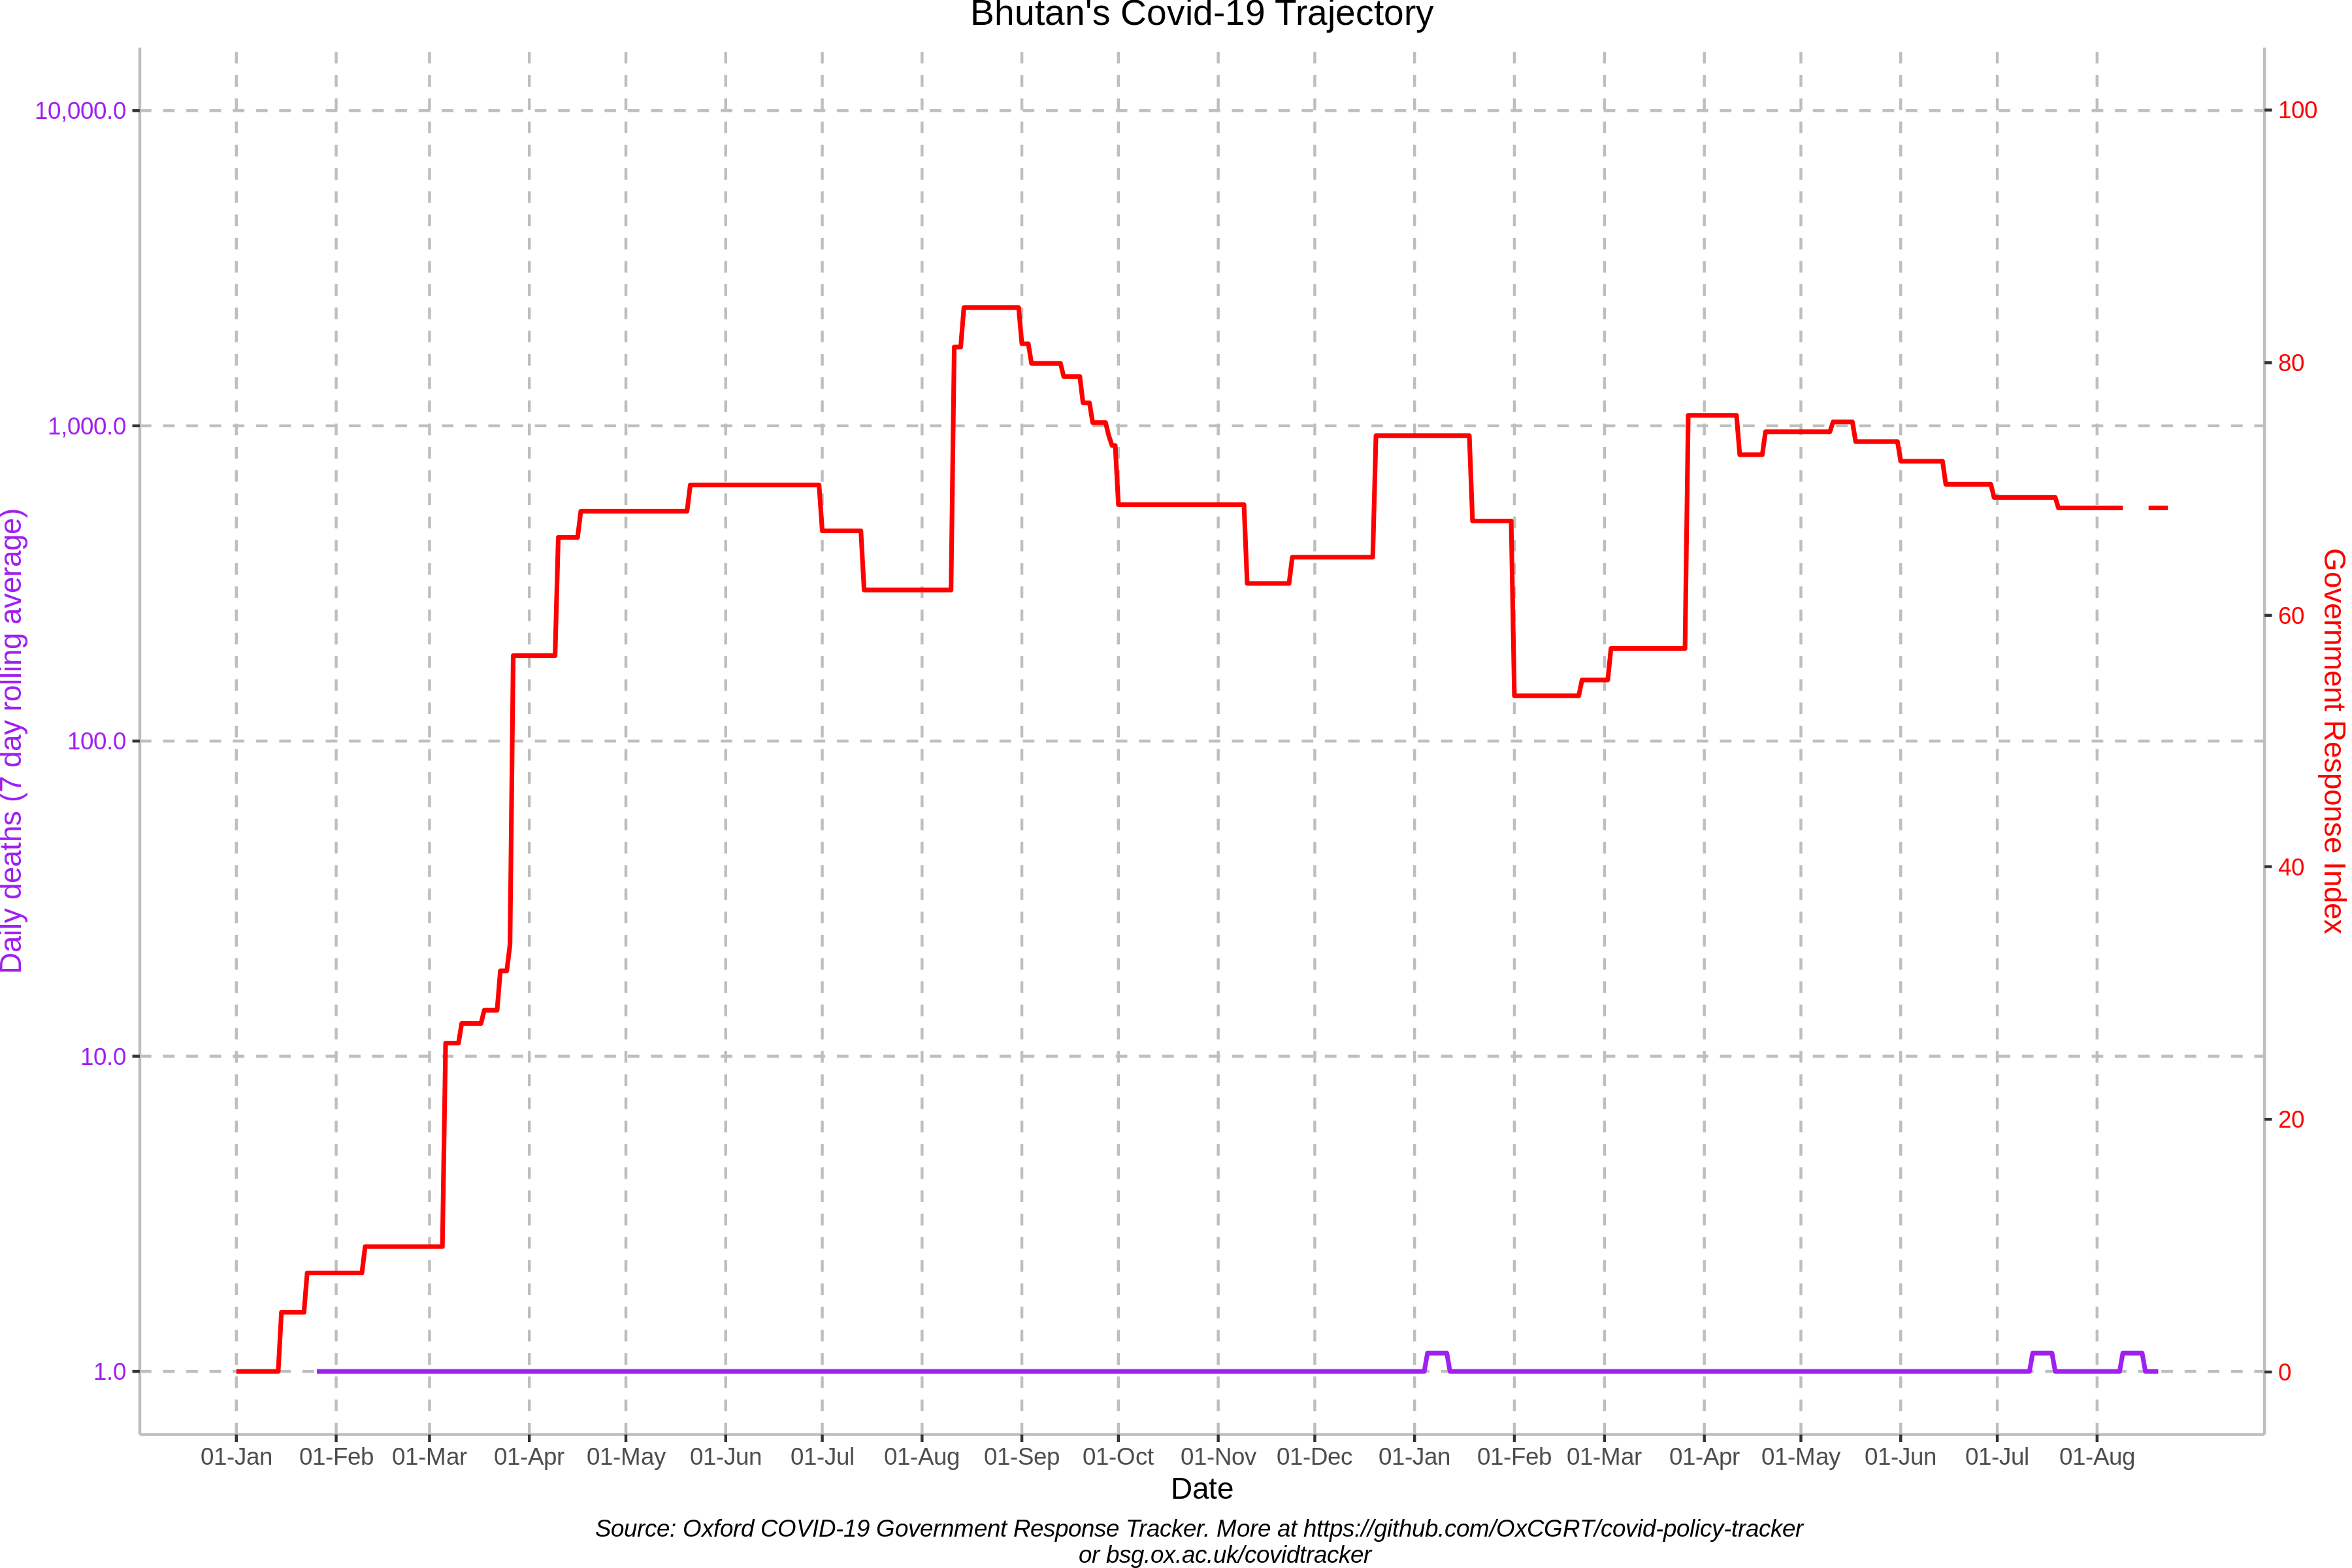 Bhutan's Covid-19 Trajectory
10,000.0
1,000.0
100.0
10.0
1.0
Daily deaths (7 day rolling average)
100
80
60
40
20
0
Government Response Index
01-Jan 01-Feb 01-Mar 01-Apr 01-May 01-Jun 01-Jul 01-Aug 01-Sep 01-Oct 01-Nov 01-Dec 01-Jan 01-Feb 01-Mar 01-Apr 01-May 01-Jun 01-Jul 01-Aug
Date
Source: Oxford COVID-19 Government Response Tracker. More at https://github.com/OxCGRT/covid-policy-tracker
or bsg.ox.ac.uk/covidtracker